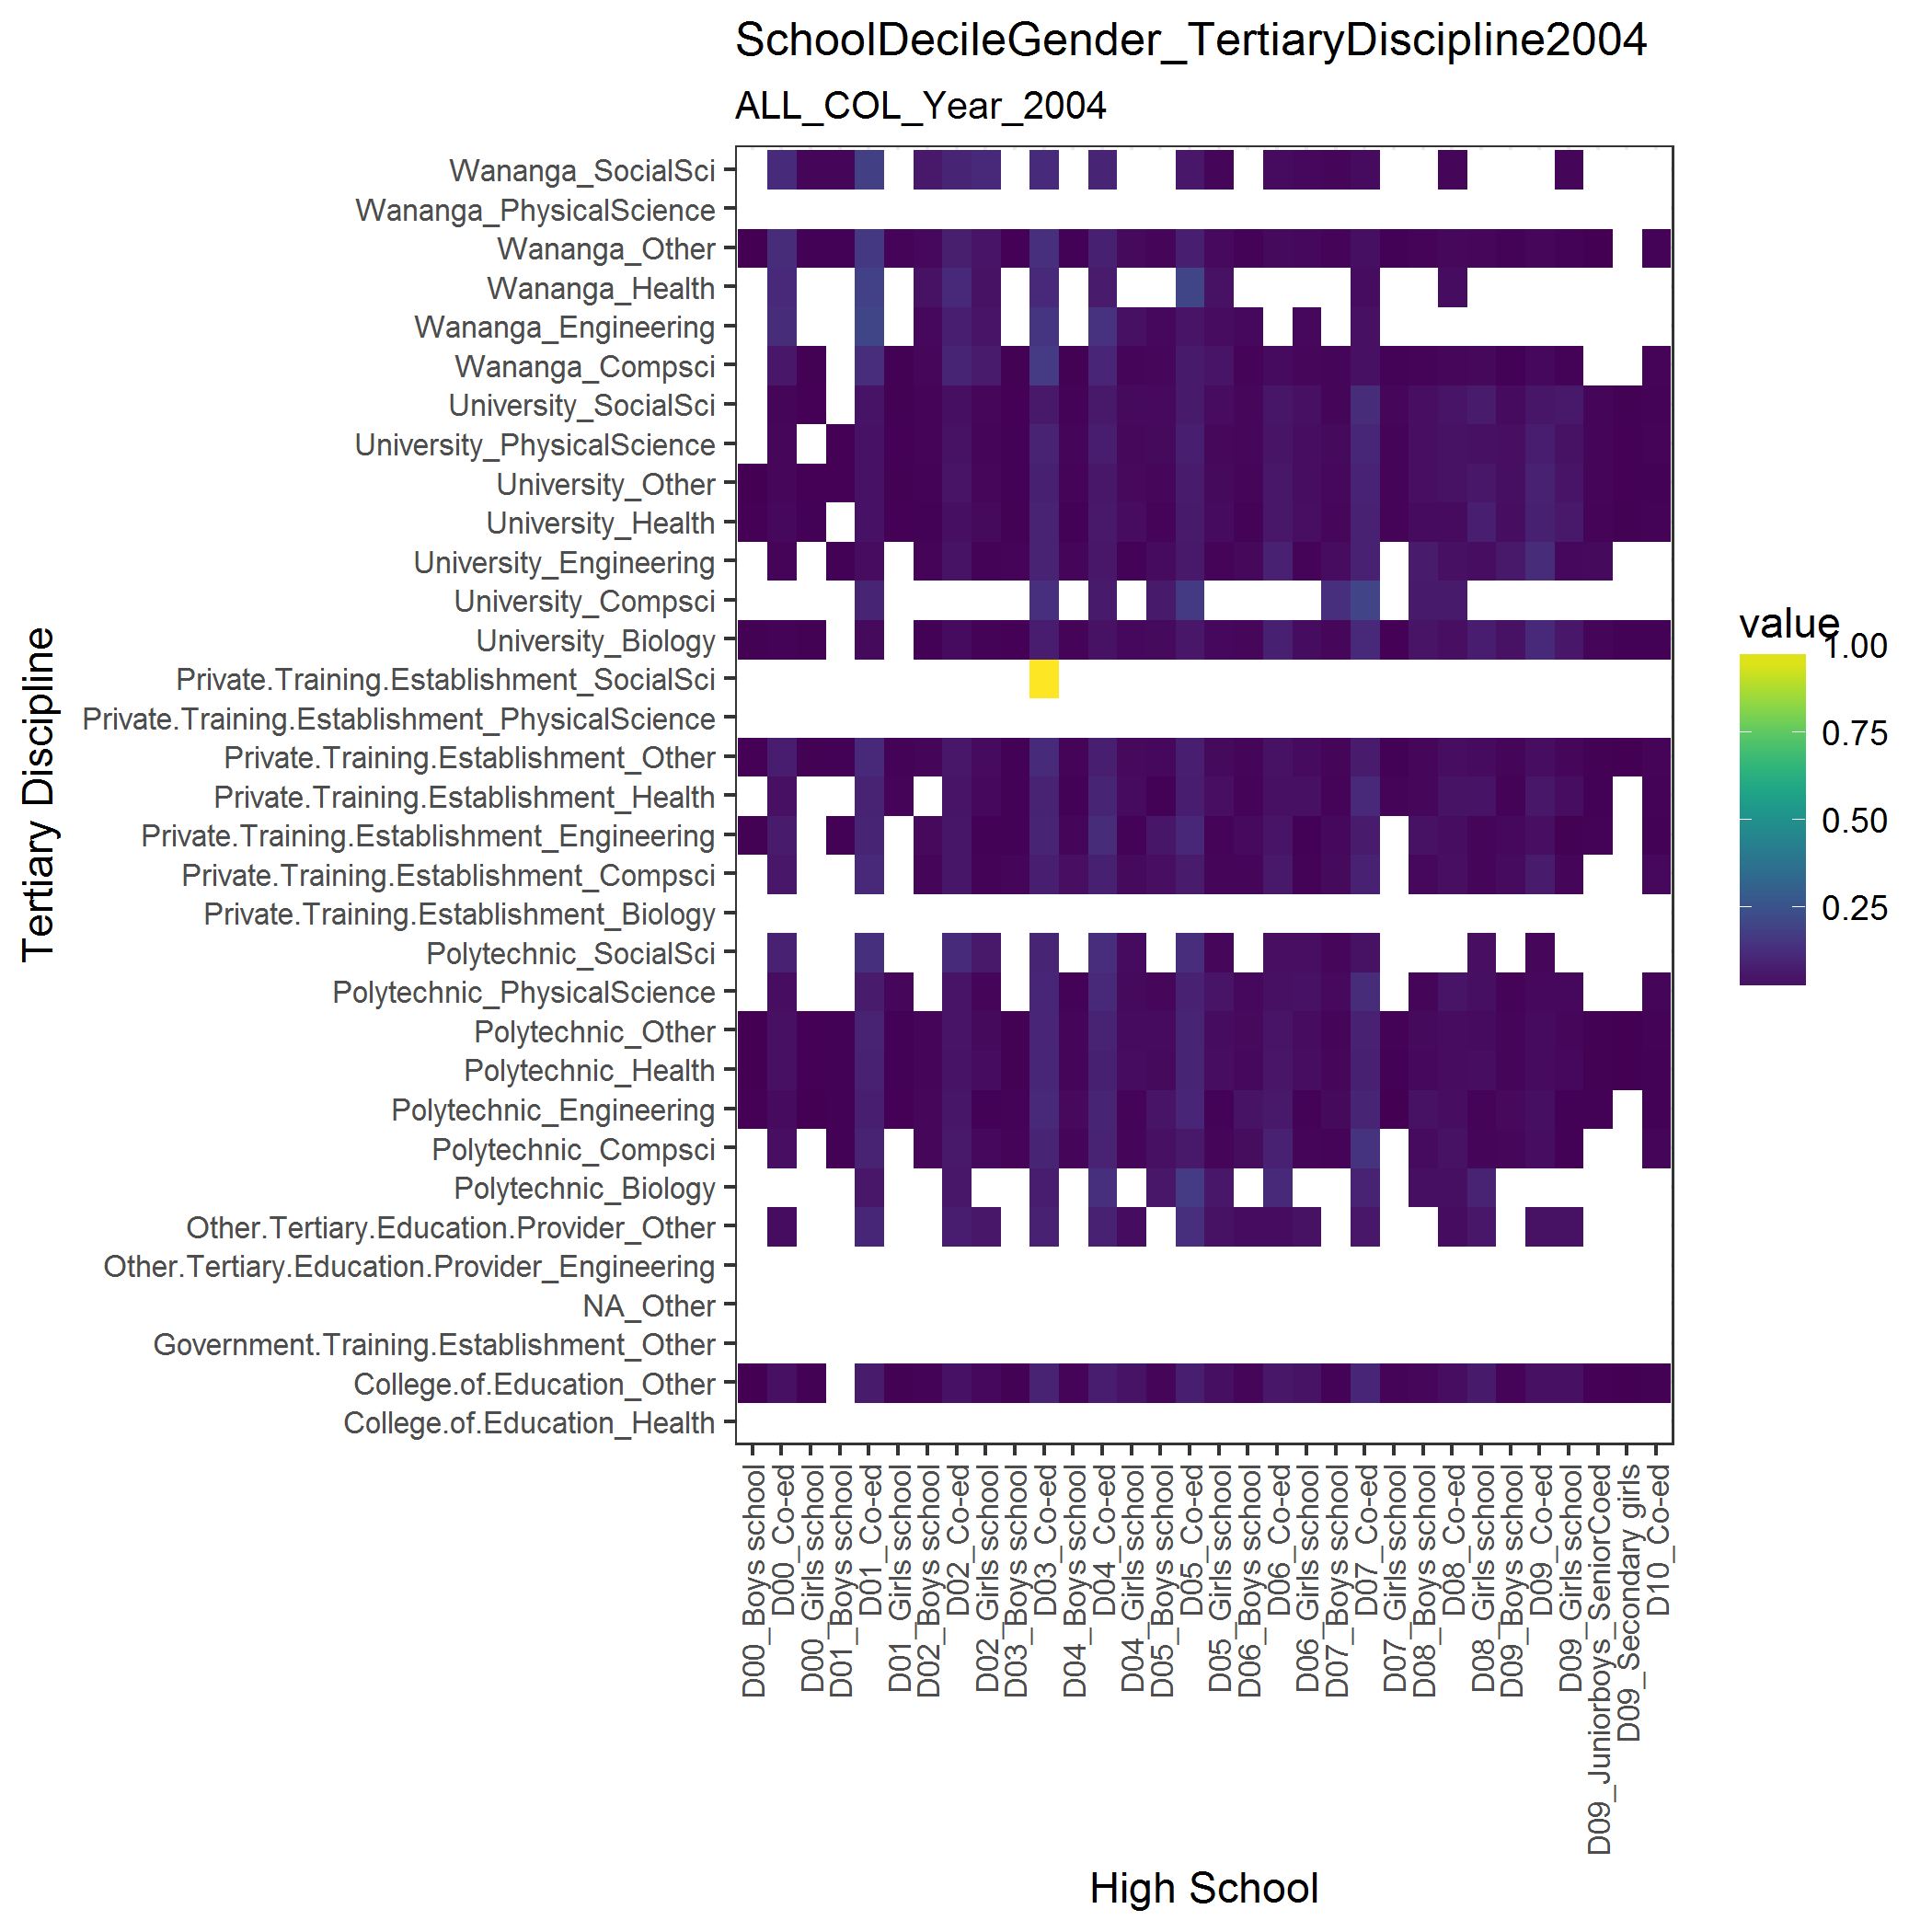 SchoolDecileGender_TertiaryDiscipline2004
ALL_COL_Year_2004
Wananga_SocialSci
Wananga_PhysicalScience
Wananga_Other
Wananga_Health
Wananga_Engineering
Wananga_Compsci
University_SocialSci
University_PhysicalScience
University_Other
University_Health
University_Engineering
University_Compsci
University_Biology
Private.Training.Establishment_SocialSci
Private.Training.Establishment_PhysicalScience
Private.Training.Establishment_Other
Private.Training.Establishment_Health
Private.Training.Establishment_Engineering
Private.Training.Establishment_Compsci
Private.Training.Establishment_Biology
Polytechnic_SocialSci
Polytechnic_PhysicalScience
Polytechnic_Other
Polytechnic_Health
Polytechnic_Engineering
Polytechnic_Compsci
Polytechnic_Biology
Other.Tertiary.Education.Provider_Other
Other.Tertiary.Education.Provider_Engineering
NA_Other
Government.Training.Establishment_Other
College.of.Education_Other
College.of.Education_Health
Tertiary Discipline
D00_Boys school
D00_Co-ed
D00_Girls school
D01_Boys school
D01_Co-ed
D01_Girls school
D02_Boys school
D02_Co-ed
D02_Girls school
D03_Boys school
D03_Co-ed
D04_Boys school
D04_Co-ed
D04_Girls school
D05_Boys school
D05_Co-ed
D05_Girls school
D06_Boys school
D06_Co-ed
D06_Girls school
D07_Boys school
D07_Co-ed
D07_Girls school
D08_Boys school
D08_Co-ed
D08_Girls school
D09_Boys school
D09_Co-ed
D09_Girls school
D09_Juniorboys_SeniorCoed
D09_Secondary girls
D10_Co-ed
High School
value
1.00
0.75
0.50
0.25